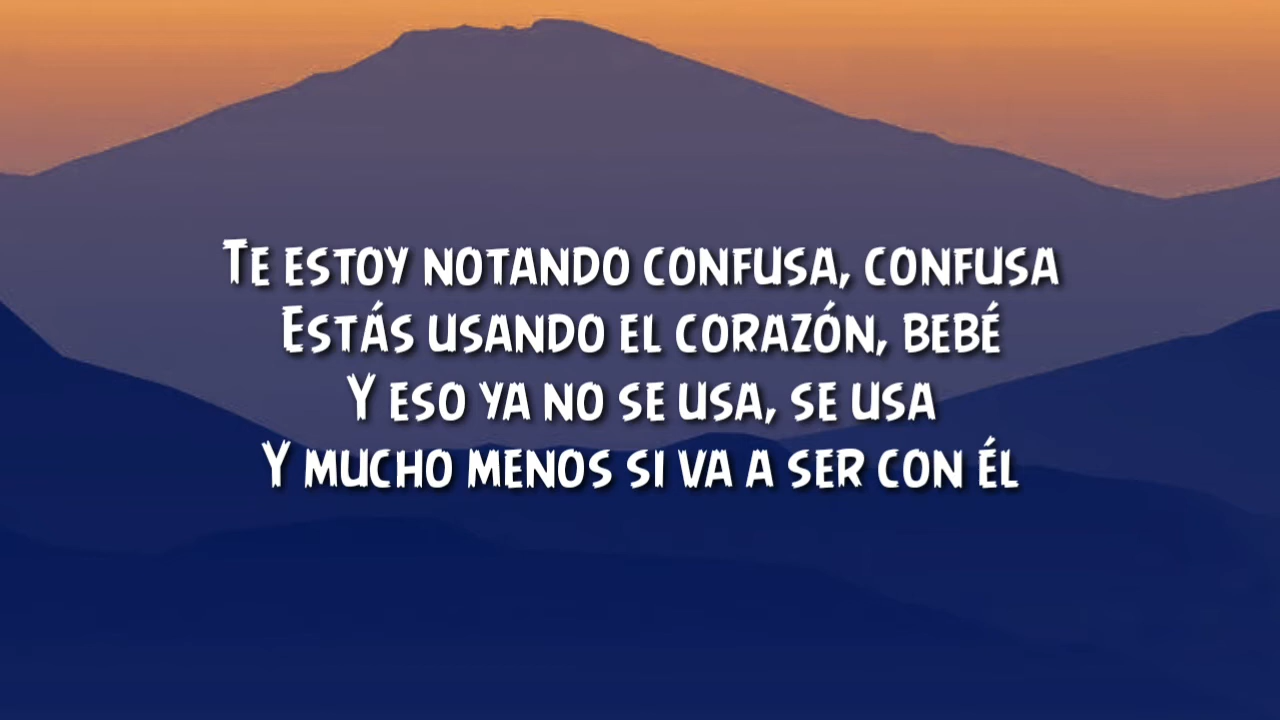 Te estoy notando confusa, confusa
Estás usando el corazón, bebé
Y eso ya no se usa, se usa
Y mucho menos si va a ser con él